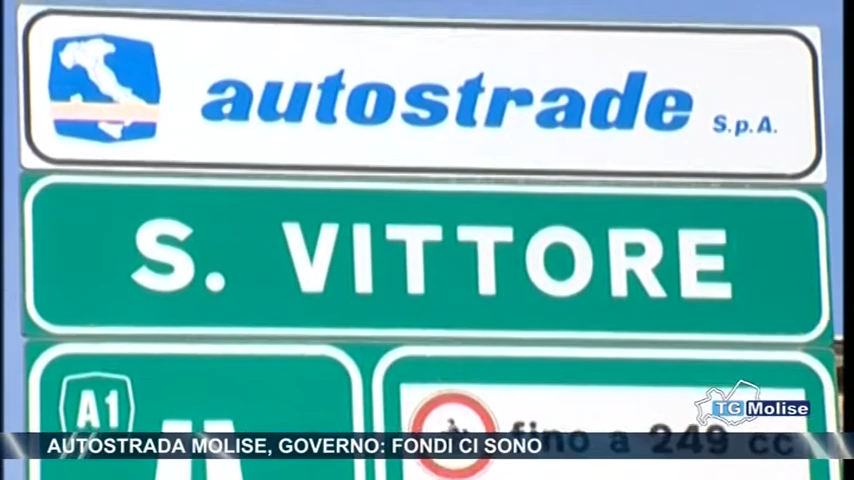 autostrade S.p.A.
S. VITTORE
A1
fino a 249 cc
TG Molise
AUTOSTRADA MOLISE, GOVERNO: FONDI CI SONO